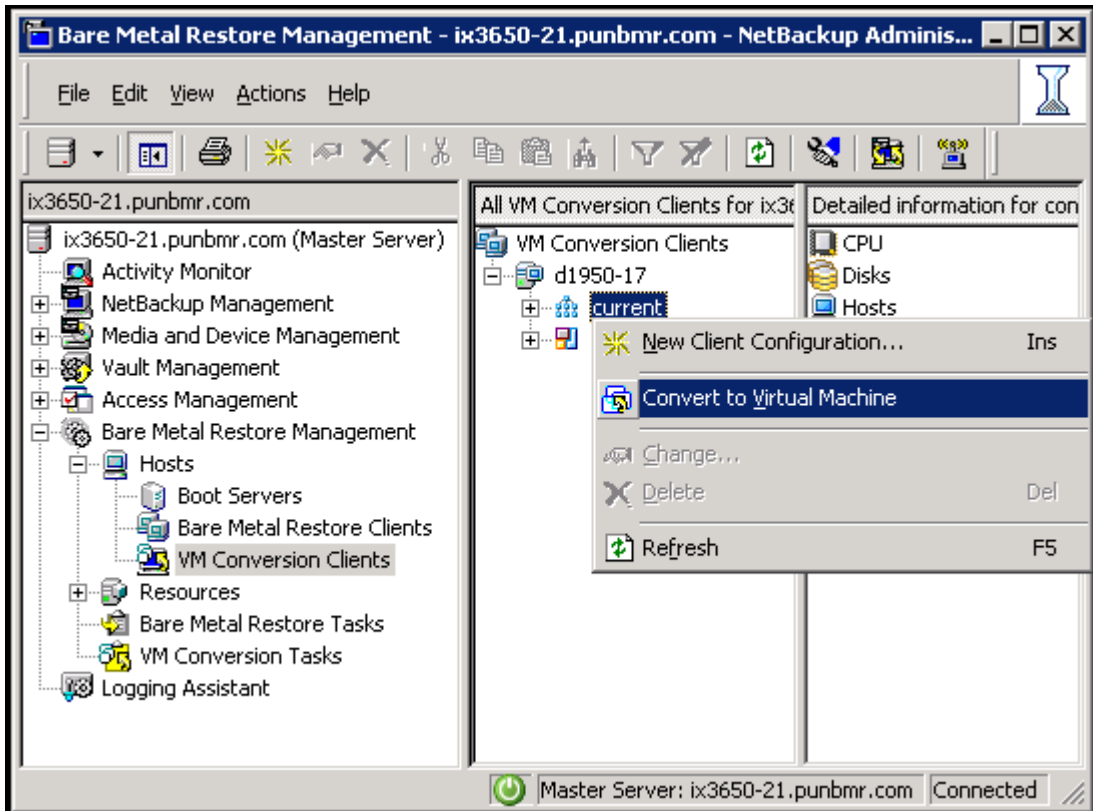 Bare Metal Restore Management - ix3650-21.punbmr.com - NetBackup Adminis...
File Edit View Actions Help
ix3650-21.punbmr.com
ix3650-21.punbmr.com (Master Server)
Activity Monitor
NetBackup Management
Media and Device Management
Vault Management
Access Management
Bare Metal Restore Management
Hosts
Boot Servers
Bare Metal Restore Clients
VM Conversion Clients
Resources
Bare Metal Restore Tasks
VM Conversion Tasks
Logging Assistant
All VM Conversion Clients for ix36
VM Conversion Clients
d1950-17
current
Detailed information for con
CPU
Disks
Hosts
New Client Configuration... Ins
Convert to Virtual Machine
Change...
Delete Del
Refresh F5
Master Server: ix3650-21.punbmr.com Connected